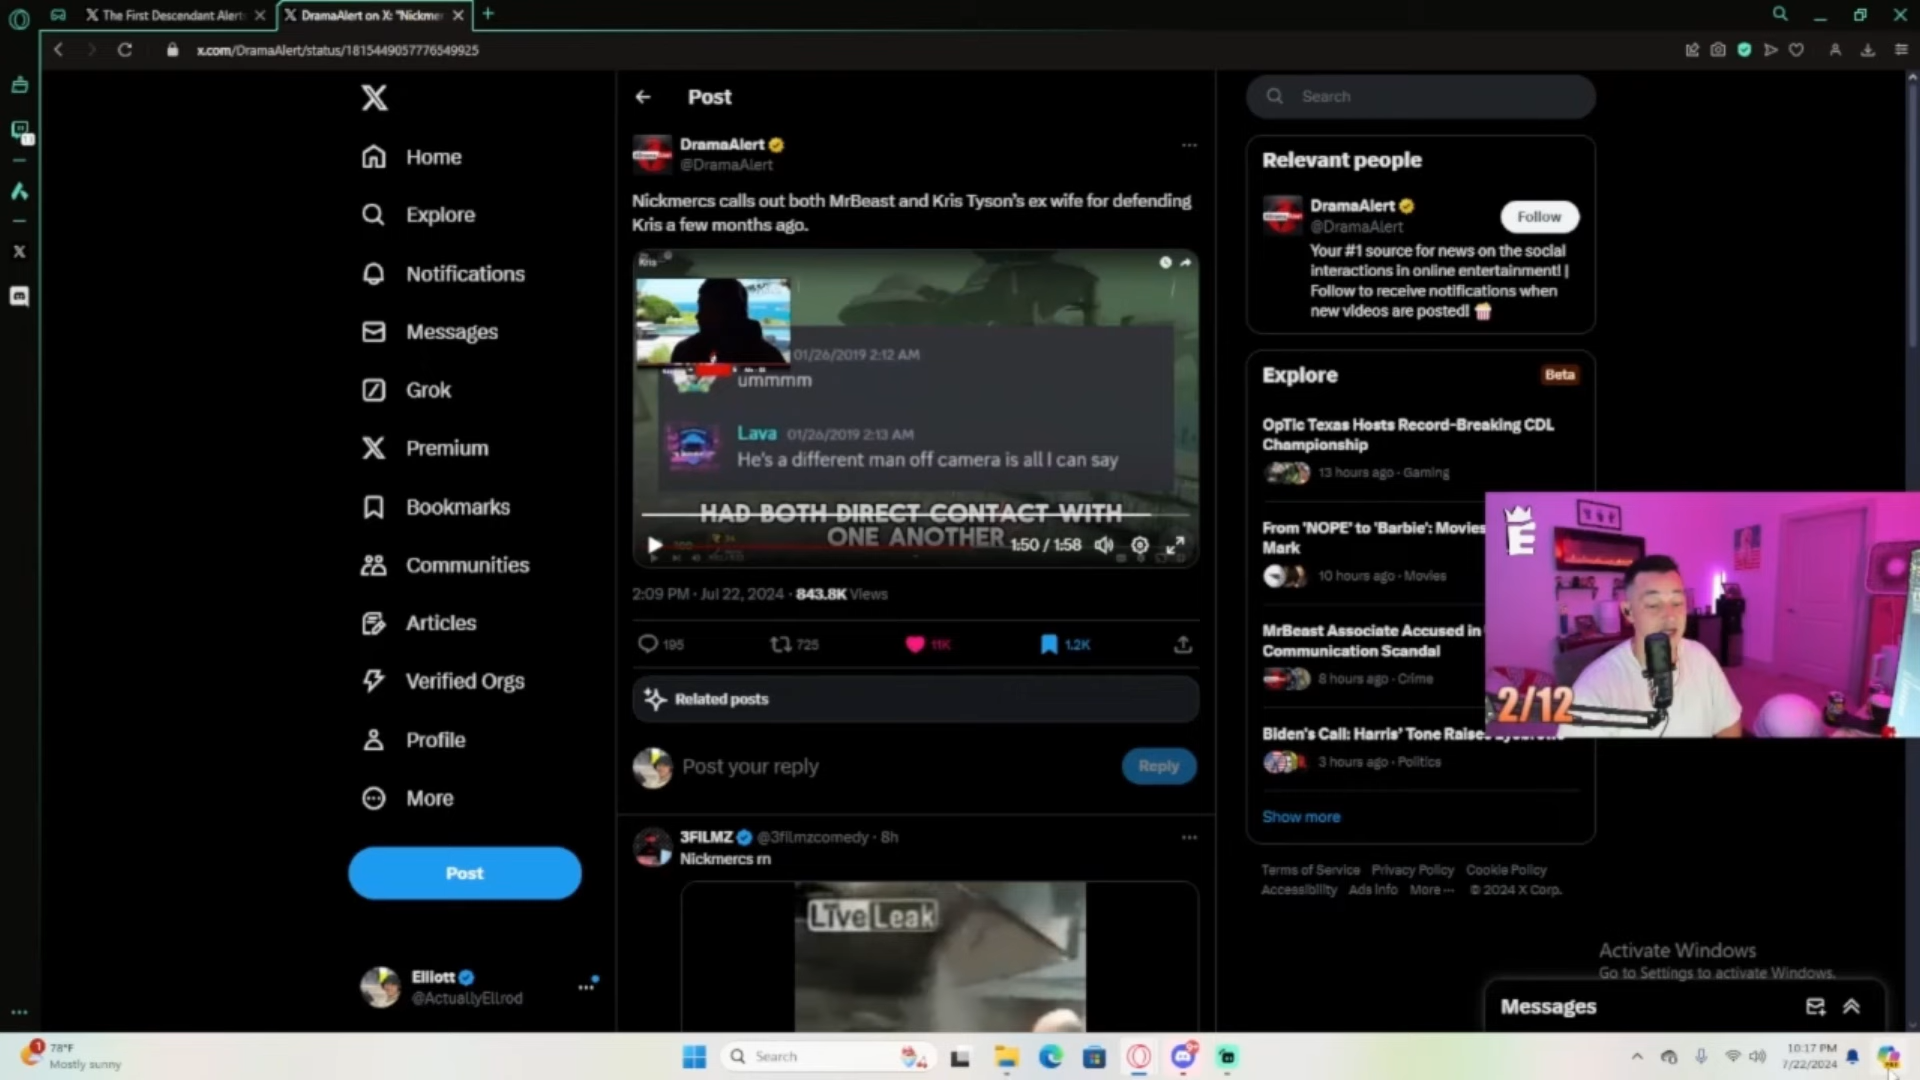 The First Descendant Alert
DramaAlert on X: "Nickmer
x.com/DramaAlert/status/1815449057776549925
Home
Explore
Notifications
Messages
Grok
Premium
Bookmarks
Communities
Articles
Verified Orgs
Profile
More
Post
Elliott
@ActuallyEllrod
Post
DramaAlert
@DramaAlert
Nickmercs calls out both MrBeast and Kris Tyson's ex wife for defending
Kris a few months ago.
Kris
01/26/2019 2:12 AM
ummmm
Lava 01/26/2019 2:13 AM
He's a different man off camera is all I can say
HAD BOTH DIRECT CONTACT WITH
ONE ANOTHER
1:50 / 1:58
2:09 PM · Jul 22, 2024 · 843.8K Views
195
725
11K
1.2K
Related posts
Post your reply
Reply
3FILMZ @3filmzcomedy · 8h
Nickmercs rn
LiveLeak
Search
Relevant people
DramaAlert
@DramaAlert
Follow
Your #1 source for news on the social
interactions in online entertainment! |
Follow to receive notifications when
new videos are posted!
Explore
Beta
OpTic Texas Hosts Record-Breaking CDL
Championship
13 hours ago · Gaming
From 'NOPE' to 'Barbie': Movies
Mark
10 hours ago · Movies
MrBeast Associate Accused in
Communication Scandal
8 hours ago · Crime
Biden's Call: Harris' Tone Raises
3 hours ago · Politics
Show more
Terms of Service Privacy Policy Cookie Policy
Accessibility Ads info More ··· © 2024 X Corp.
E
2/12
Activate Windows
Go to Settings to activate Windows.
Messages
1
78°F
Mostly sunny
Search
10:17 PM
7/22/2024